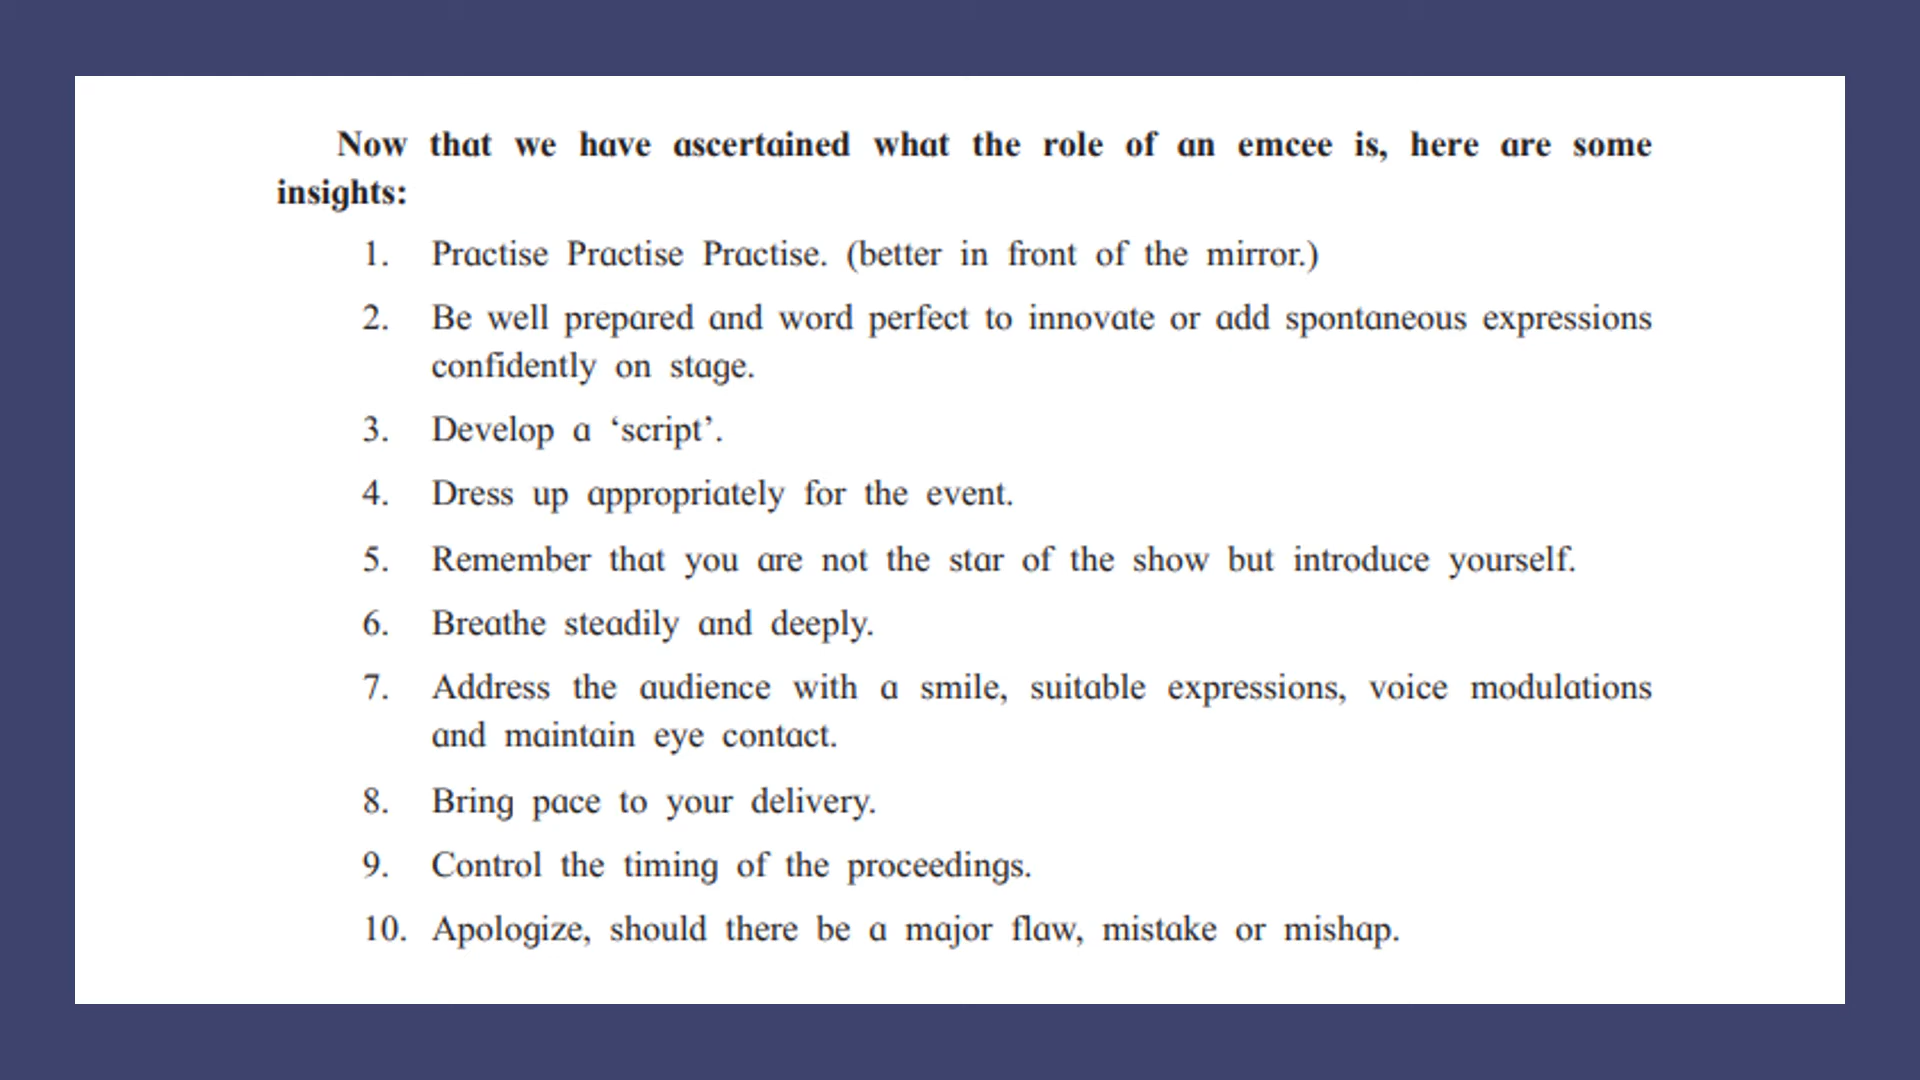 Now that we have ascertained what the role of an emcee is, here are some
insights:
1. Practise Practise Practise. (better in front of the mirror.)
2. Be well prepared and word perfect to innovate or add spontaneous expressions
confidently on stage.
3. Develop a ‘script’.
4. Dress up appropriately for the event.
5. Remember that you are not the star of the show but introduce yourself.
6. Breathe steadily and deeply.
7. Address the audience with a smile, suitable expressions, voice modulations
and maintain eye contact.
8. Bring pace to your delivery.
9. Control the timing of the proceedings.
10. Apologize, should there be a major flaw, mistake or mishap.